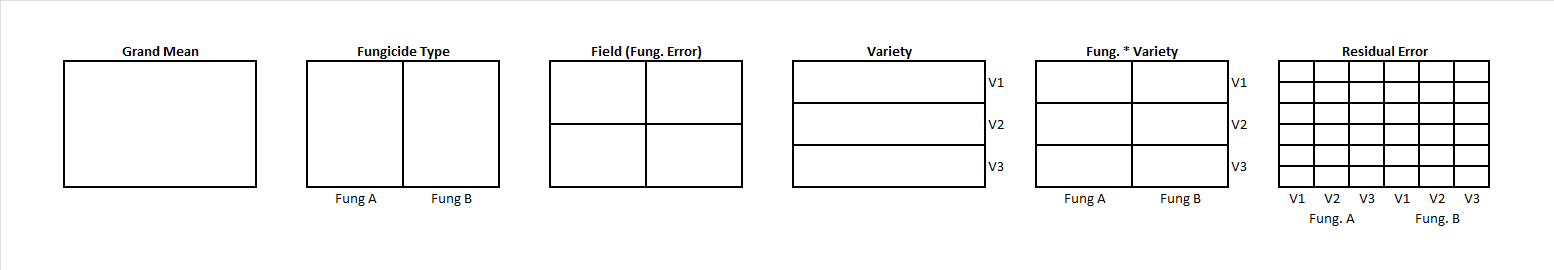 Grand Mean
Fungicide Type
Fung A Fung B
Field (Fung. Error)
Variety
V1
V2
V3
Fung. * Variety
V1
V2
V3
Fung A Fung B
Residual Error
V1 V2 V3 V1 V2 V3
Fung. A Fung. B